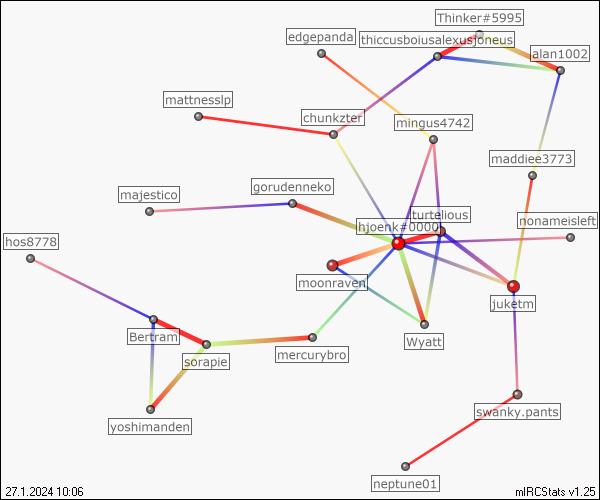 Thinker#5995
edgepanda
thiccusboiusalexusjoneus
alan1002
mattnesslp
chunkzter
mingus4742
maddiee3773
gorudenneko
majestico
turtelious
nonameisleft
hjoenk#0000
hos8778
moonraven
juketm
Bertram
Wyatt
mercurybro
sorapie
swanky.pants
yoshimanden
neptune01
27.1.2024 10:06
mIRCStats v1.25